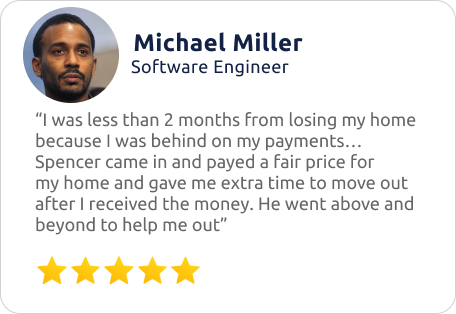 Michael Miller
Software Engineer
“I was less than 2 months from losing my home
because I was behind on my payments…
Spencer came in and payed a fair price for
my home and gave me extra time to move out
after I received the money. He went above and
beyond to help me out”